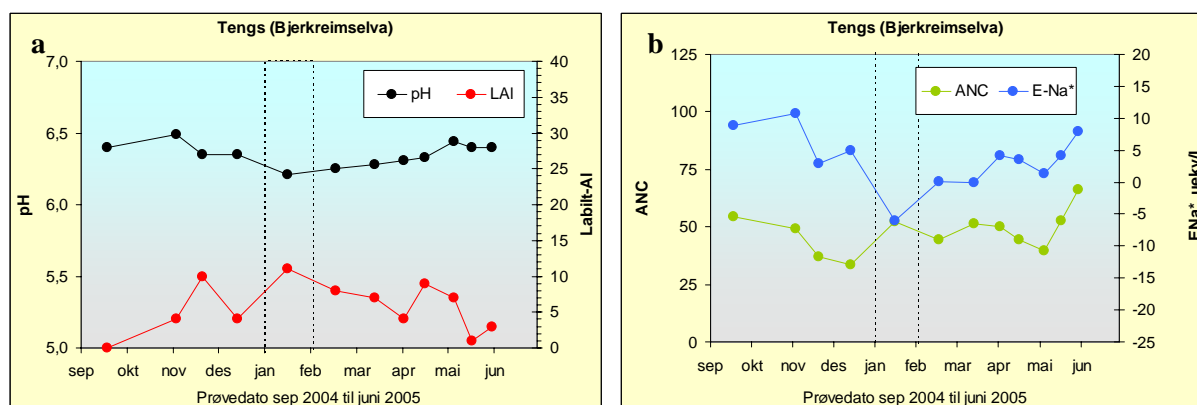 Tengs (Bjerkreimselva)
a
7,0
6,5
6,0
5,5
5,0
pH
40
35
30
25
20
15
10
5
0
Labilt-Al
pH
LAl
sep okt nov des jan feb mar apr mai jun
Prøvedato sep 2004 til juni 2005
Tengs (Bjerkreimselva)
b
125
100
75
50
25
0
ANC
20
15
10
5
0
-5
-10
-15
-20
-25
ENa*, µekv/l
ANC
E-Na*
sep okt nov des jan feb mar apr mai jun
Prøvedato sep 2004 til juni 2005